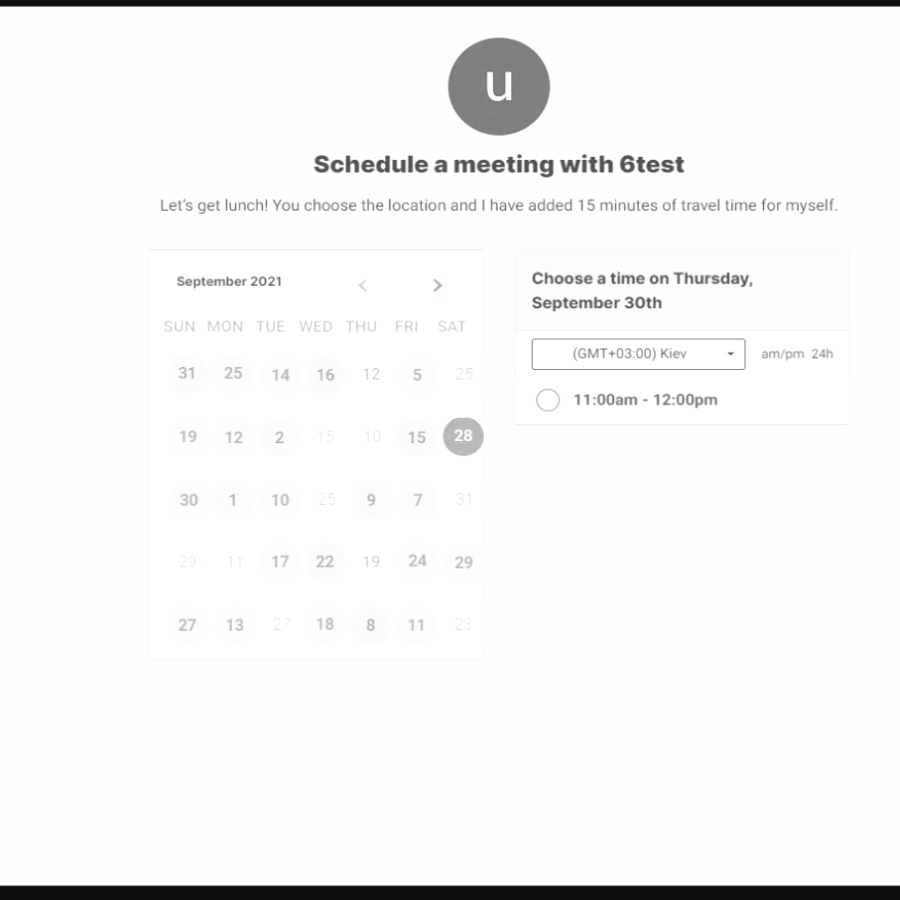 u
Schedule a meeting with 6test
Let's get lunch! You choose the location and I have added 15 minutes of travel time for myself.
September 2021 < >
SUN MON TUE WED THU FRI SAT
31 25 14 16 12 5 25
19 12 2 15 10 15 28
30 1 10 25 9 7 31
29 11 17 22 19 24 29
27 13 27 18 8 11 23
Choose a time on Thursday,
September 30th
(GMT+03:00) Kiev am/pm 24h
11:00am - 12:00pm